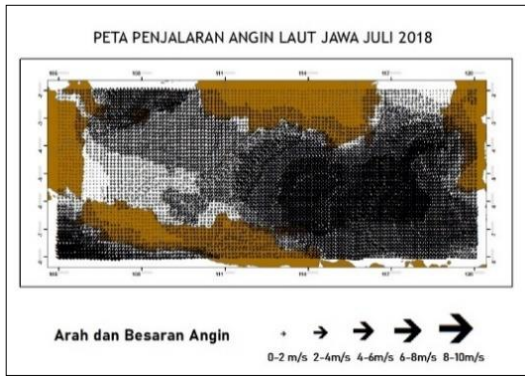 PETA PENJALARAN ANGIN LAUT JAWA JULI 2018
Arah dan Besaran Angin
0-2 m/s 2-4m/s 4-6m/s 6-8m/s 8-10m/s